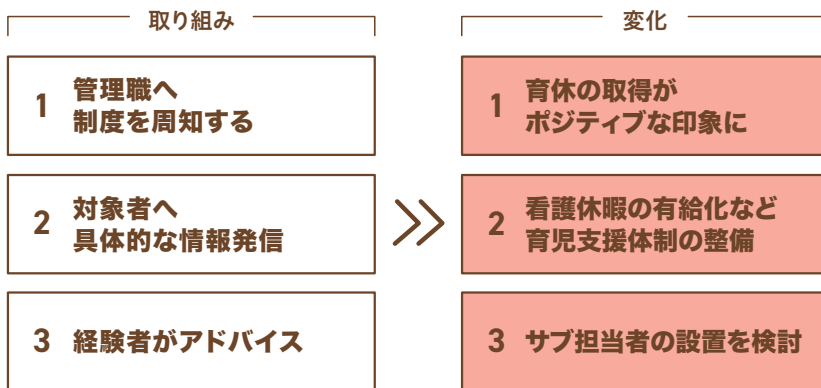 取り組み
1 管理職へ
制度を周知する
2 対象者へ
具体的な情報発信
3 経験者がアドバイス
変化
1 育休の取得が
ポジティブな印象に
2 看護休暇の有給化など
育児支援体制の整備
3 サブ担当者の設置を検討